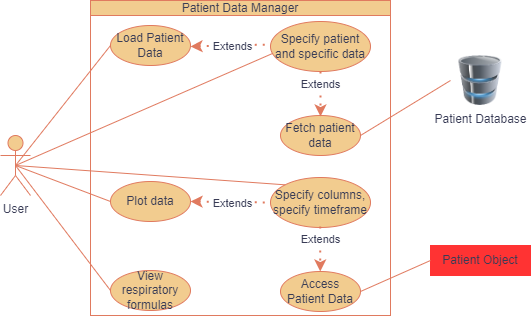 Patient Data Manager
Load Patient
Data
Extends
Specify patient
and specific data
Extends
Fetch patient
data
Patient Database
User
Plot data
Extends
Specify columns,
specify timeframe
Extends
View
respiratory
formulas
Access
Patient Data
Patient Object